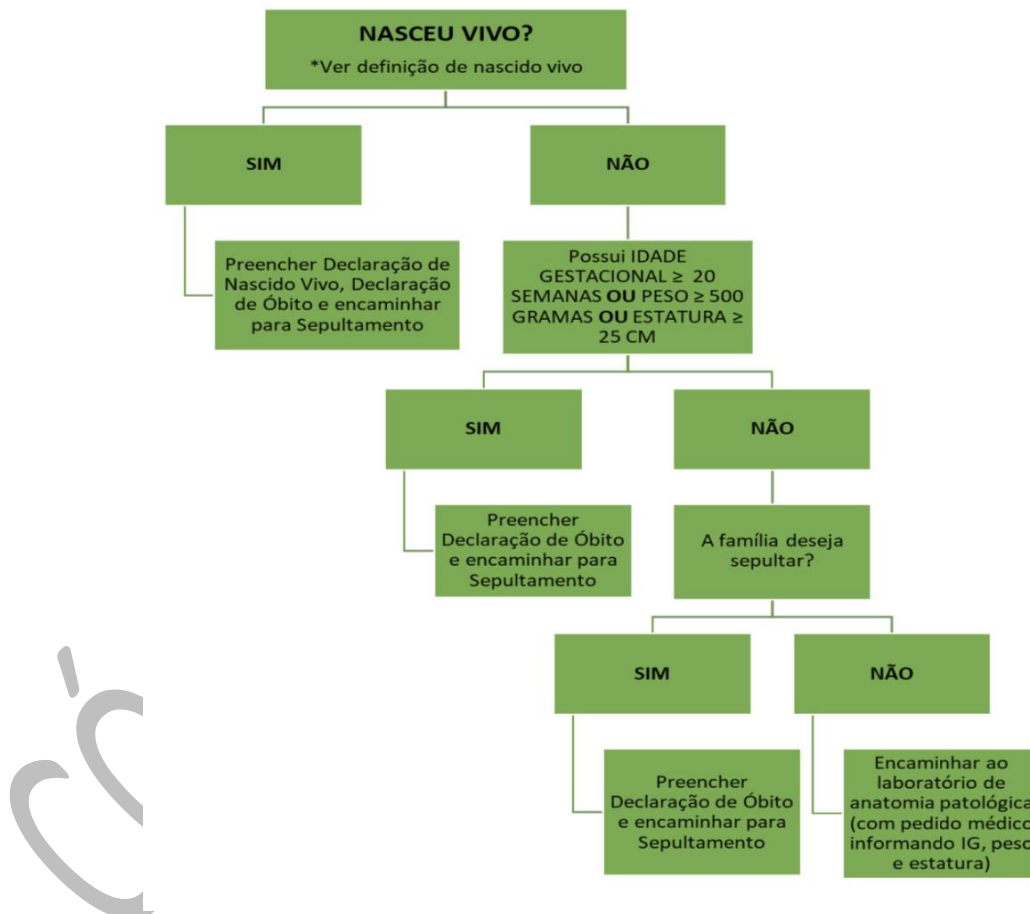 NASCEU VIVO?
*Ver definição de nascido vivo
SIM
NÃO
Preencher Declaração de
Nascido Vivo, Declaração
de Óbito e encaminhar
para Sepultamento
Possui IDADE
GESTACIONAL ≥ 20
SEMANAS OU PESO ≥ 500
GRAMAS OU ESTATURA ≥
25 CM
SIM
NÃO
Preencher
Declaração de Óbito
e encaminhar para
Sepultamento
A família deseja
sepultar?
SIM
NÃO
Preencher
Declaração de Óbito
e encaminhar para
Sepultamento
Encaminhar ao
laboratório de
anatomia patológica
(com pedido médico
informando IG, peso
e estatura)